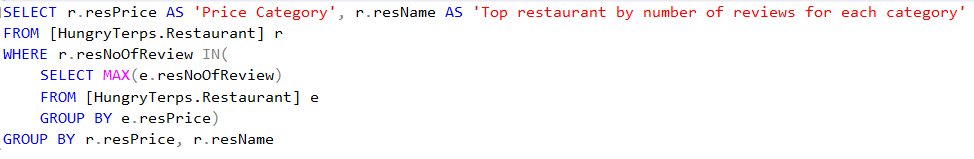 SELECT r.resPrice AS 'Price Category', r.resName AS 'Top restaurant by number of reviews for each category'
FROM [HungryTerps.Restaurant] r
WHERE r.resNoOfReview IN(
SELECT MAX(e.resNoOfReview)
FROM [HungryTerps.Restaurant] e
GROUP BY e.resPrice)
GROUP BY r.resPrice, r.resName